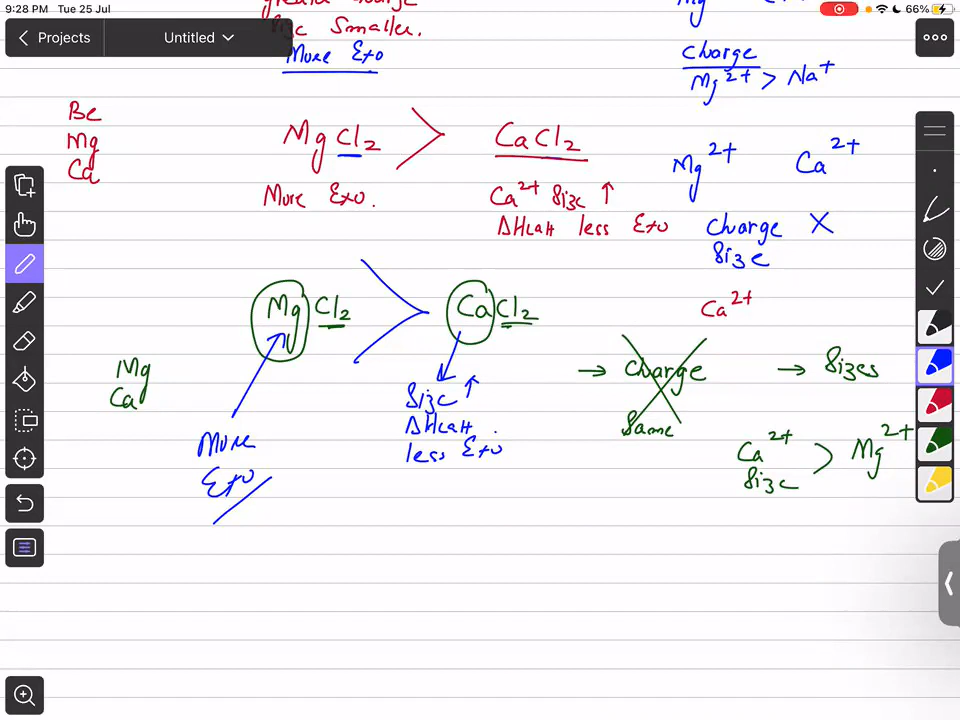 9:28 PM Tue 25 Jul
66%
Projects
Untitled
Size Smaller.
More Exo
Charge
Mg2+ > Na+
Be
Mg
Ca
MgCl2 > CaCl2
Mg2+ Ca2+
More Exo.
Ca2+ Size ↑
ΔHLatt less Exo
Charge X
Size
MgCl2 > CaCl2
Ca2+
Mg
Ca
→ Charge
→ Sizes
Same
Size ↑
ΔHLatt.
less Exo
More
Exo
Ca2+ > Mg2+
Size